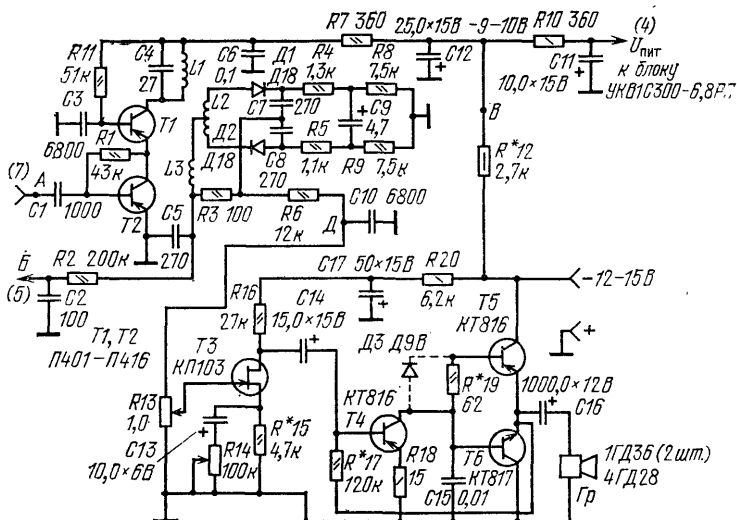 R7 360
25,0×15В
-9-10В
R10 360
(4)
Uпит
к блоку
УКВ1С300-6,8РТ
R11
51к
C4
27
L1
C6
0,1
Д1
Д18
R4
1,3к
R8
7,5к
C12
C11
10,0×15В
C3
6800
T1
L2
C7
270
C9
4,7
В
R1
43к
Д2
Д18
R5
1,1к
R9
7,5к
R*12
2,7к
(7)
А
C1
1000
T2
L3
C8
270
R3 100
R6
12к
C10
6800
Д
C5
270
Б
(5)
R2 200к
C2
100
R16
27к
C17
50×15В
R20
6,2к
-12-15В
T1, T2
П401-П416
C14
15,0×15В
T3
КП103
Д3 Д9В
T5
КТ816
+
R13
1,0
R*15
4,7к
КТ816
T4
R*19
62
1000,0×12В
C16
C13
10,0×6В
R14
100к
R*17
120к
R18
15
C15 0,01
T6
КТ817
1ГД36 (2 шт.)
4ГД28
Гр